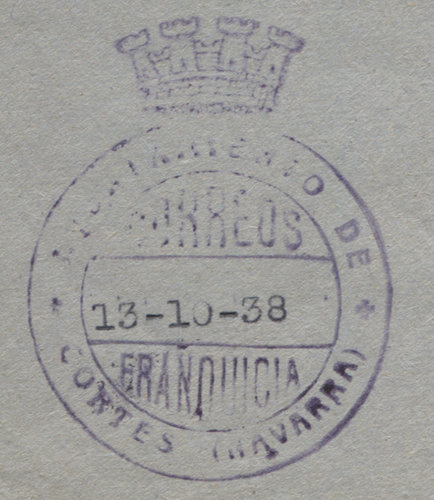 AYUNTAMIENTO DE
CORREOS
13-10-38
FRANQUICIA
CORTES (NAVARRA)